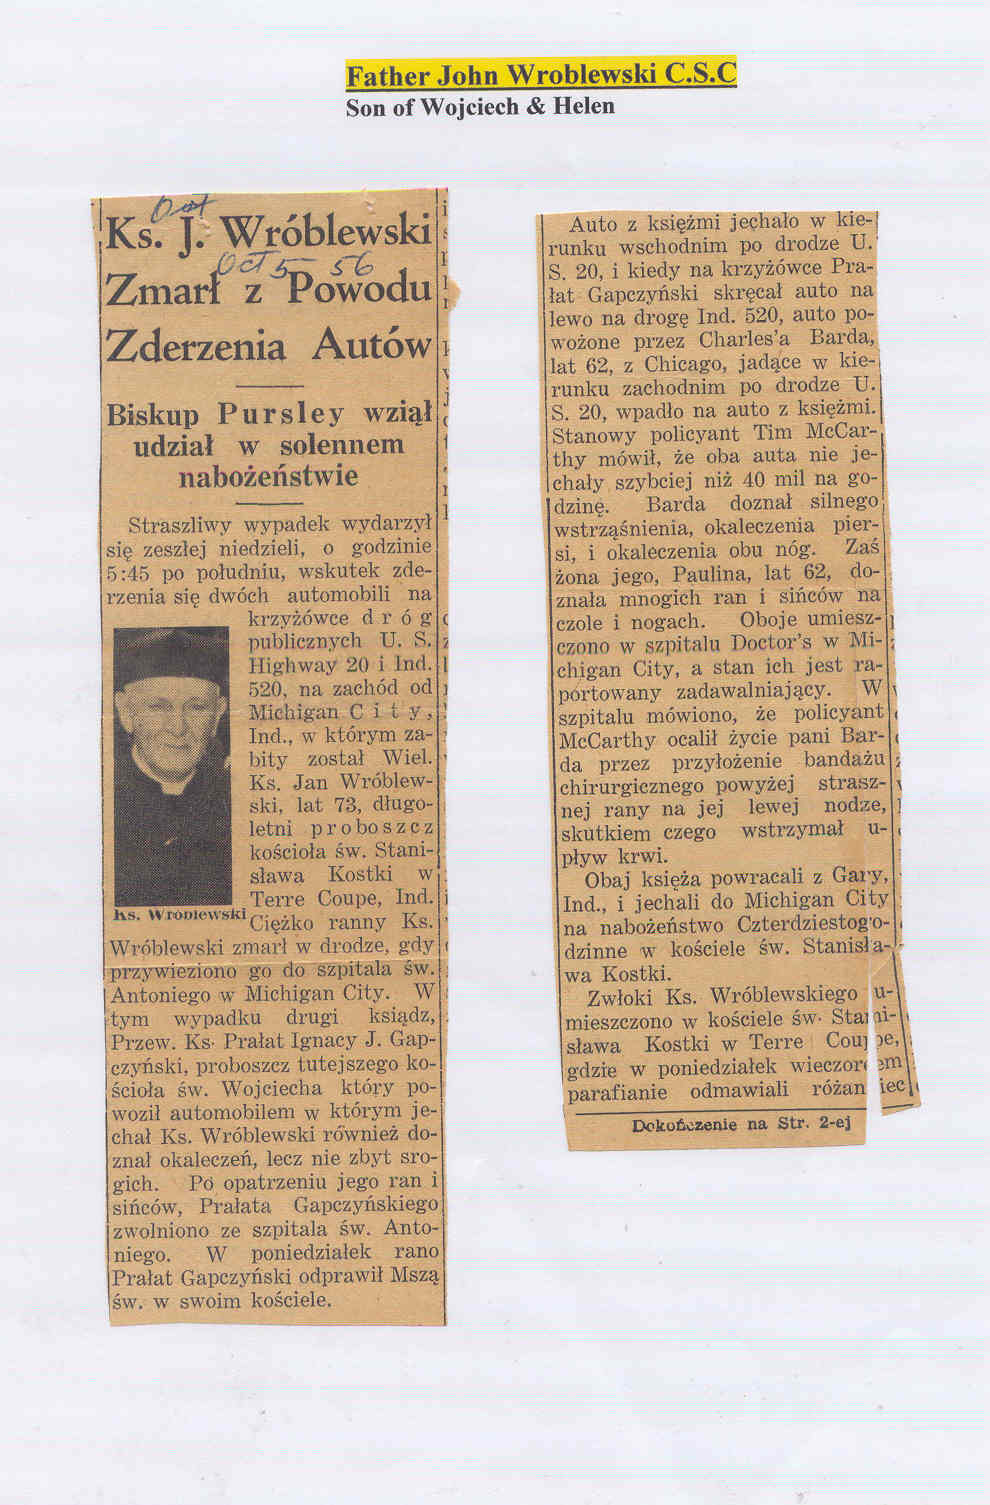 Father John Wroblewski C.S.C
Son of Wojciech & Helen
Oct
Ks. J. Wróblewski
Oct 5 56
Zmarł z Powodu
Zderzenia Autów
Biskup Pursley wziął
udział w solennem
nabożeństwie
Straszliwy wypadek wydarzył
się zeszłej niedzieli, o godzinie
5:45 po południu, wskutek zde-
rzenia się dwóch automobili na
krzyżówce dróg
publicznych U. S.
Highway 20 i Ind.
520, na zachód od
Michigan City,
Ind., w którym za-
bity został Wiel.
Ks. Jan Wróblew-
ski, lat 73, długo-
letni proboszcz
kościoła św. Stani-
sława Kostki w
Terre Coupe, Ind.
Ks. Wróblewski
Ciężko ranny Ks.
Wróblewski zmarł w drodze, gdy
przywieziono go do szpitala św.
Antoniego w Michigan City. W
tym wypadku drugi ksiądz,
Przew. Ks. Prałat Ignacy J. Gap-
czyński, proboszcz tutejszego ko-
ścioła św. Wojciecha który po-
woził automobilem w którym je-
chał Ks. Wróblewski również do-
znał okaleczeń, lecz nie zbyt sro-
gich. Po opatrzeniu jego ran i
sińców, Prałata Gapczyńskiego
zwolniono ze szpitala św. Anto-
niego. W poniedziałek rano
Prałat Gapczyński odprawił Mszą
św. w swoim kościele.
Auto z księżmi jechało w kie-
runku wschodnim po drodze U.
S. 20, i kiedy na krzyżówce Pra-
łat Gapczyński skręcał auto na
lewo na drogę Ind. 520, auto po-
wożone przez Charles'a Barda,
lat 62, z Chicago, jadące w kie-
runku zachodnim po drodze U.
S. 20, wpadło na auto z księżmi.
Stanowy policyant Tim McCar-
thy mówił, że oba auta nie je-
chały szybciej niż 40 mil na go-
dzinę. Barda doznał silnego
wstrząśnienia, okaleczenia pier-
si, i okaleczenia obu nóg. Zaś
żona jego, Paulina, lat 62, do-
znała mnogich ran i sińców na
czole i nogach. Oboje umiesz-
czono w szpitalu Doctor's w Mi-
chigan City, a stan ich jest ra-
portowany zadawalniający. W
szpitalu mówiono, że policyant
McCarthy ocalił życie pani Bar-
da przez przyłożenie bandażu
chirurgicznego powyżej strasz-
nej rany na jej lewej nodze,
skutkiem czego wstrzymał u-
pływ krwi.
Obaj księża powracali z Gary,
Ind., i jechali do Michigan City
na nabożeństwo Czterdziestogo-
dzinne w kościele św. Stanisła-
wa Kostki.
Zwłoki Ks. Wróblewskiego u-
mieszczono w kościele św. Stani-
sława Kostki w Terre Coupe,
gdzie w poniedziałek wieczorem
parafianie odmawiali różaniec
Dokończenie na Str. 2-ej